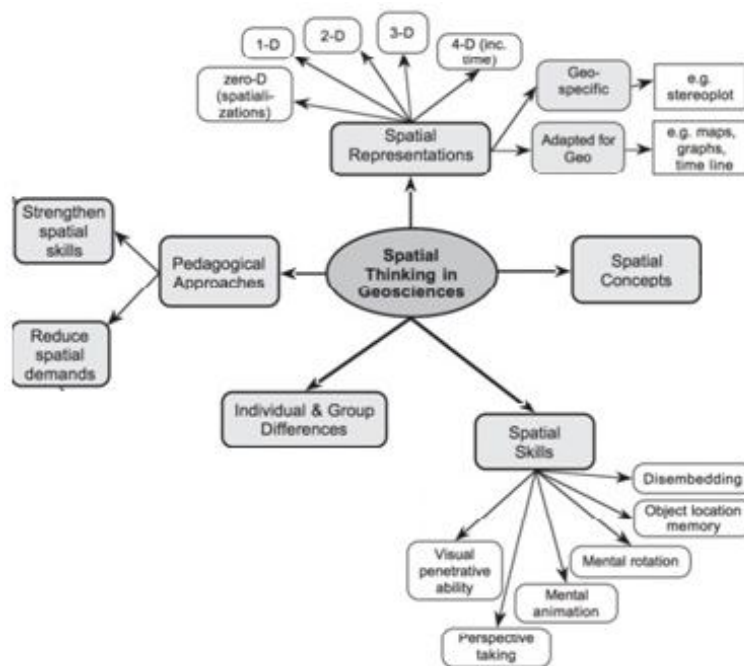 1-D
2-D
3-D
4-D (inc.
time)
zero-D
(spatiali-
zations)
Geo-
specific
e.g.
stereoplot
Spatial
Representations
Adapted for
Geo
e.g. maps,
graphs,
time line
Strengthen
spatial
skills
Pedagogical
Approaches
Spatial
Thinking in
Geosciences
Spatial
Concepts
Reduce
spatial
demands
Individual & Group
Differences
Spatial
Skills
Disembedding
Object location
memory
Mental rotation
Visual
penetrative
ability
Mental
animation
Perspective
taking